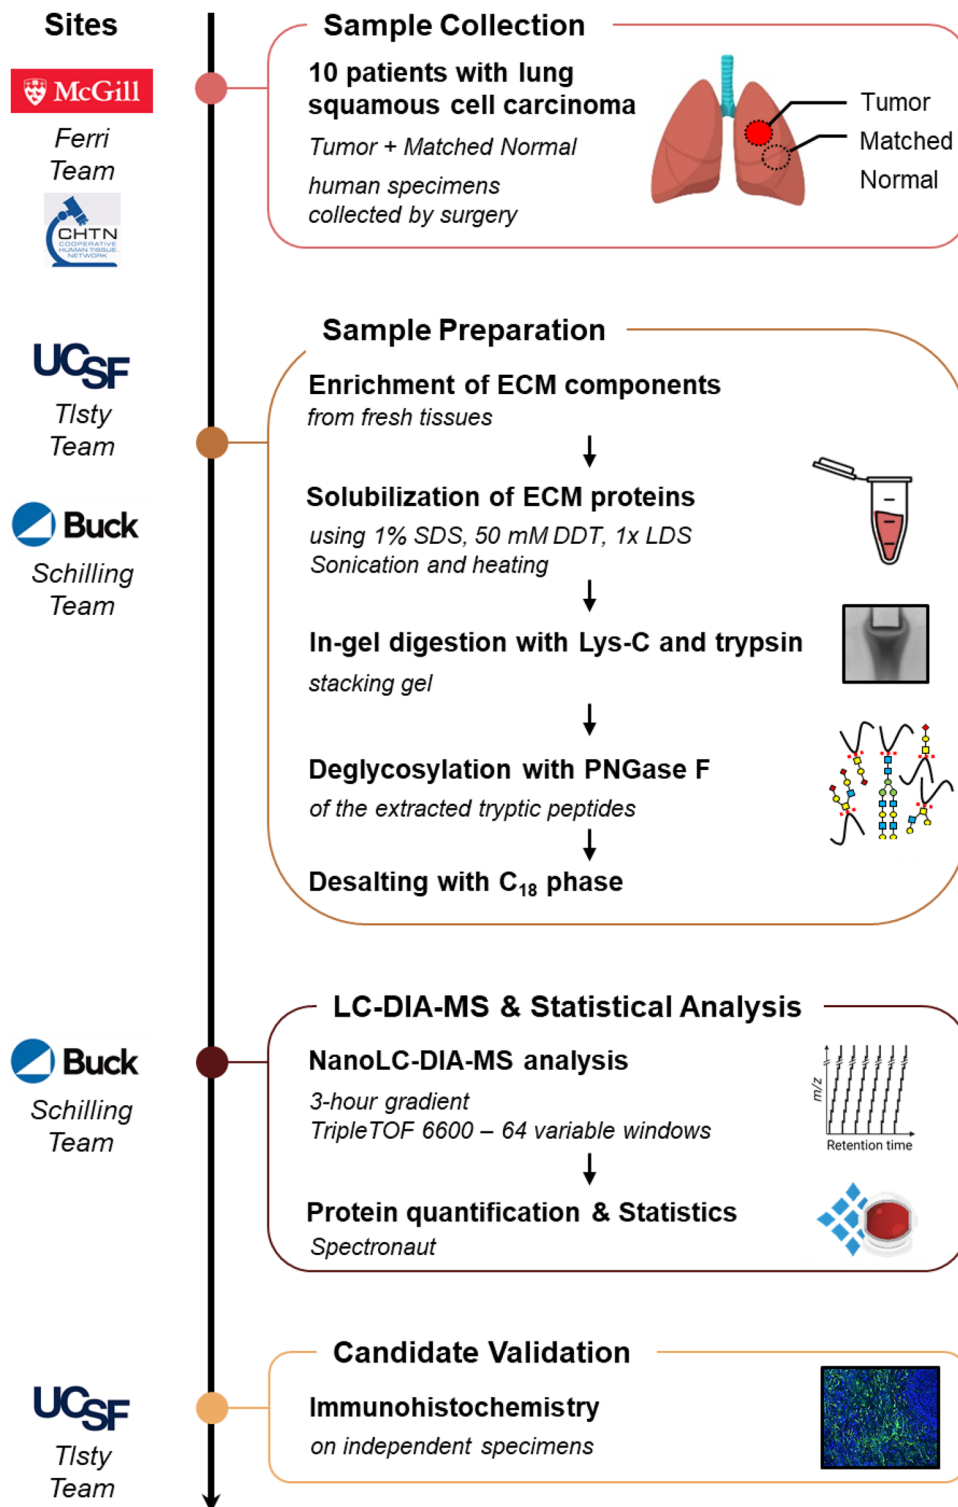 Sites
Sample Collection
McGill
Ferri
Team
CHTN
COOPERATIVE
HUMAN TISSUE
NETWORK
10 patients with lung
squamous cell carcinoma
Tumor + Matched Normal
human specimens
collected by surgery
Tumor
Matched
Normal
UCSF
Tlsty
Team
Buck
Schilling
Team
Sample Preparation
Enrichment of ECM components
from fresh tissues
Solubilization of ECM proteins
using 1% SDS, 50 mM DDT, 1x LDS
Sonication and heating
In-gel digestion with Lys-C and trypsin
stacking gel
Deglycosylation with PNGase F
of the extracted tryptic peptides
Desalting with C18 phase
Buck
Schilling
Team
LC-DIA-MS & Statistical Analysis
NanoLC-DIA-MS analysis
3-hour gradient
TripleTOF 6600 – 64 variable windows
m/z
Retention time
Protein quantification & Statistics
Spectronaut
UCSF
Tlsty
Team
Candidate Validation
Immunohistochemistry
on independent specimens